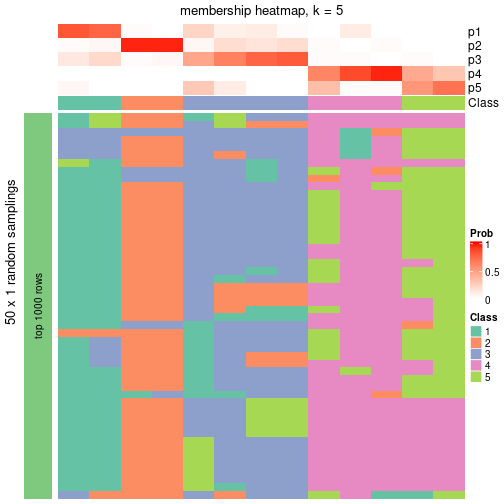 membership heatmap, k = 5
p1
p2
p3
p4
p5
Class
50 x 1 random samplings
top 1000 rows
Prob
1
0.5
0
Class
1
2
3
4
5